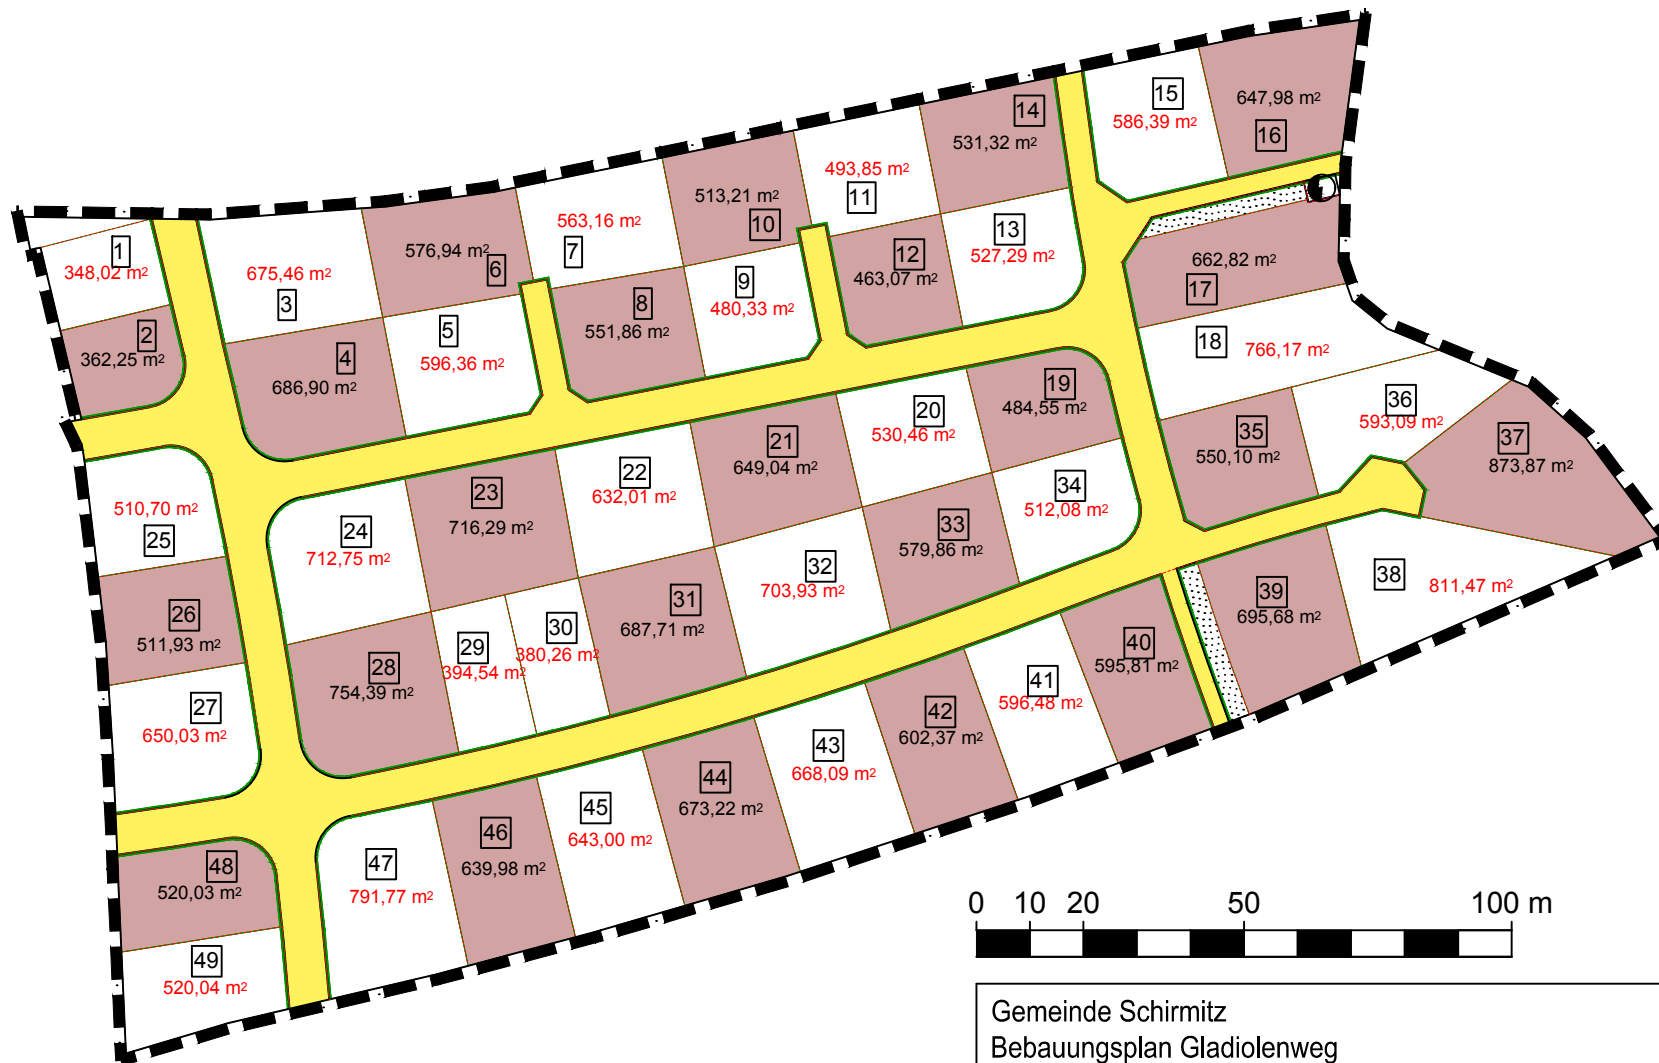 1
348,02 m²
2
362,25 m²
675,46 m²
3
4
686,90 m²
5
596,36 m²
576,94 m²
6
563,16 m²
7
8
551,86 m²
9
480,33 m²
513,21 m²
10
493,85 m²
11
12
463,07 m²
13
527,29 m²
14
531,32 m²
15
586,39 m²
647,98 m²
16
662,82 m²
17
18
766,17 m²
19
484,55 m²
20
530,46 m²
21
649,04 m²
22
632,01 m²
23
716,29 m²
24
712,75 m²
510,70 m²
25
26
511,93 m²
27
650,03 m²
28
754,39 m²
29
394,54 m²
30
380,26 m²
31
687,71 m²
32
703,93 m²
33
579,86 m²
34
512,08 m²
35
550,10 m²
36
593,09 m²
37
873,87 m²
38
811,47 m²
39
695,68 m²
40
595,81 m²
41
596,48 m²
42
602,37 m²
43
668,09 m²
44
673,22 m²
45
643,00 m²
46
639,98 m²
47
791,77 m²
48
520,03 m²
49
520,04 m²
0 10 20 50 100 m
Gemeinde Schirmitz
Bebauungsplan Gladiolenweg